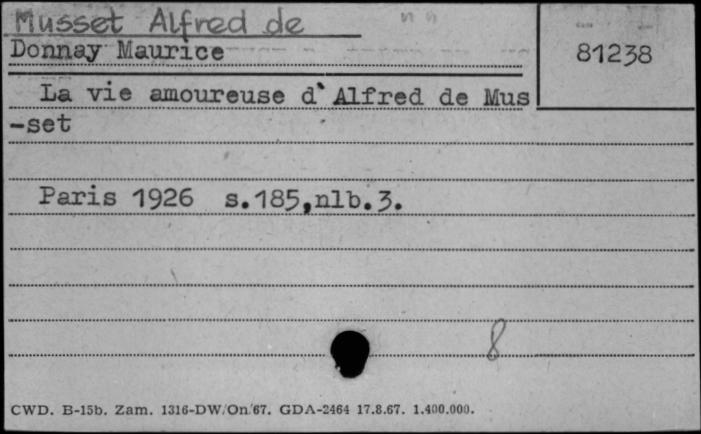 Musset Alfred de
Donnay Maurice
81238
La vie amoureuse d'Alfred de Mus
-set
Paris 1926 s.185,nlb.3.
8
CWD. B-15b. Zam. 1316-DW/On/67. GDA-2464 17.8.67. 1.400.000.